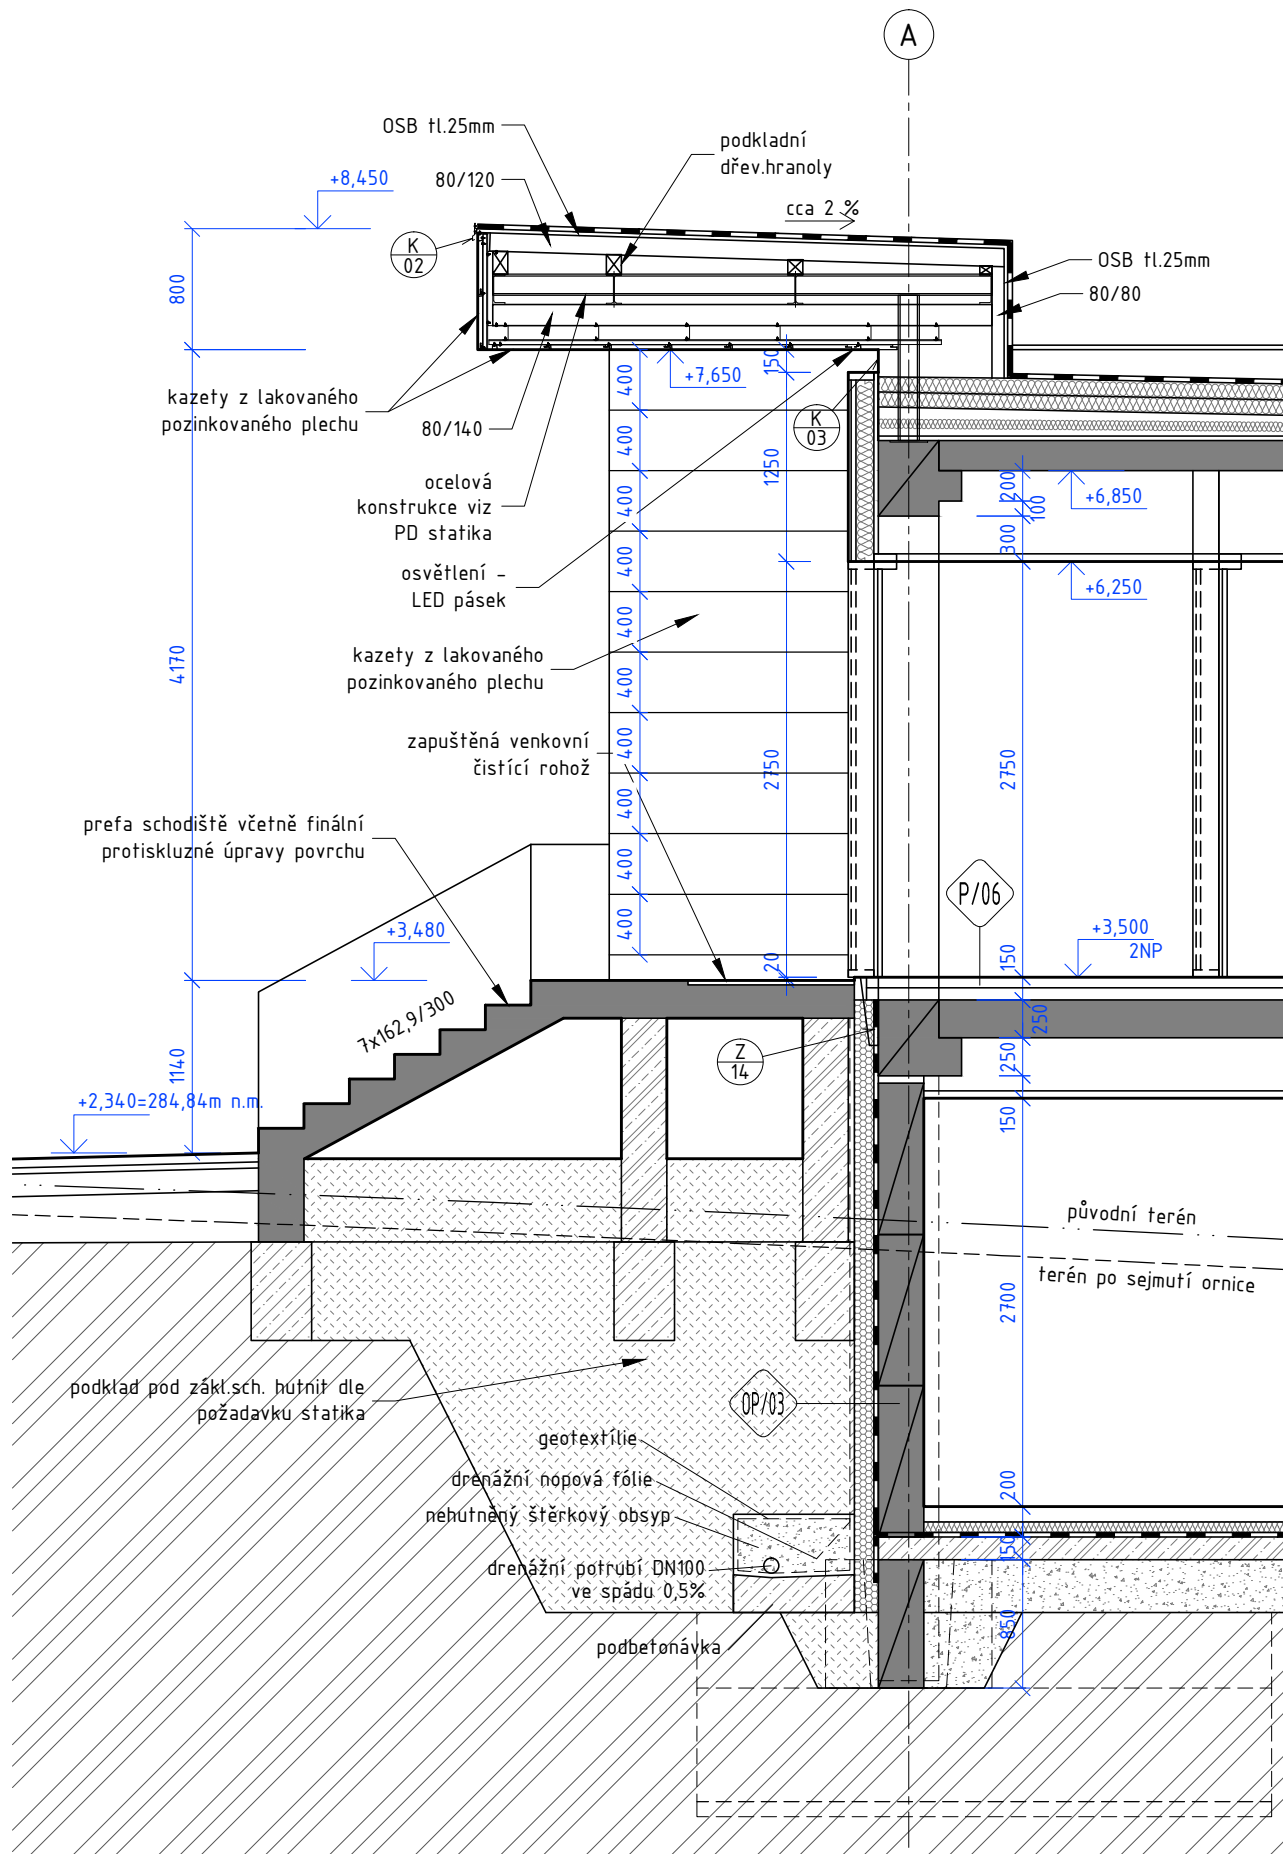 A
OSB tl.25mm
podkladní
dřev.hranoly
+8,450
80/120
cca 2 %
K
02
OSB tl.25mm
80/80
800
150
+7,650
400
kazety z lakovaného
pozinkovaného plechu
80/140
K
03
400
1250
ocelová
konstrukce viz
PD statika
400
200
100
+6,850
300
400
osvětlení -
LED pásek
+6,250
400
kazety z lakovaného
pozinkovaného plechu
4170
400
zapuštěná venkovní
čistící rohož
400
2750
2750
400
prefa schodiště včetně finální
protiskluzné úpravy povrchu
400
P/06
400
+3,480
+3,500
2NP
20
150
7x162,9/300
250
Z
14
250
1140
+2,340=284,84m n.m.
150
původní terén
terén po sejmutí ornice
2700
podklad pod zákl.sch. hutnit dle
požadavku statika
OP/03
geotextílie
drenážní nopová fólie
200
nehutněný štěrkový obsyp
150
drenážní potrubí DN100
ve spádu 0,5%
850
podbetonávka